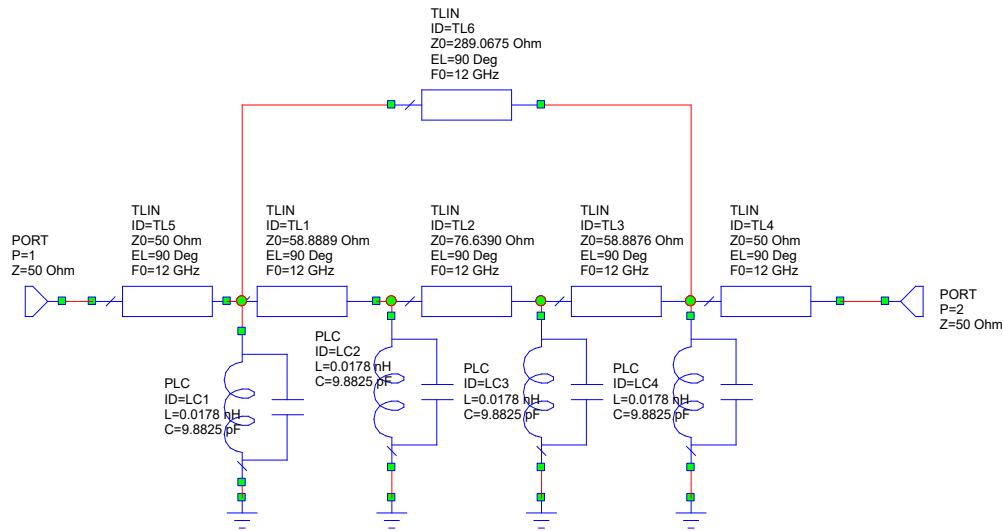 TLIN
ID=TL6
Z0=289.0675 Ohm
EL=90 Deg
F0=12 GHz
PORT
P=1
Z=50 Ohm
TLIN
ID=TL5
Z0=50 Ohm
EL=90 Deg
F0=12 GHz
TLIN
ID=TL1
Z0=58.8889 Ohm
EL=90 Deg
F0=12 GHz
TLIN
ID=TL2
Z0=76.6390 Ohm
EL=90 Deg
F0=12 GHz
TLIN
ID=TL3
Z0=58.8876 Ohm
EL=90 Deg
F0=12 GHz
TLIN
ID=TL4
Z0=50 Ohm
EL=90 Deg
F0=12 GHz
PORT
P=2
Z=50 Ohm
PLC
ID=LC1
L=0.0178 nH
C=9.8825 pF
PLC
ID=LC2
L=0.0178 nH
C=9.8825 pF
PLC
ID=LC3
L=0.0178 nH
C=9.8825 pF
PLC
ID=LC4
L=0.0178 nH
C=9.8825 pF